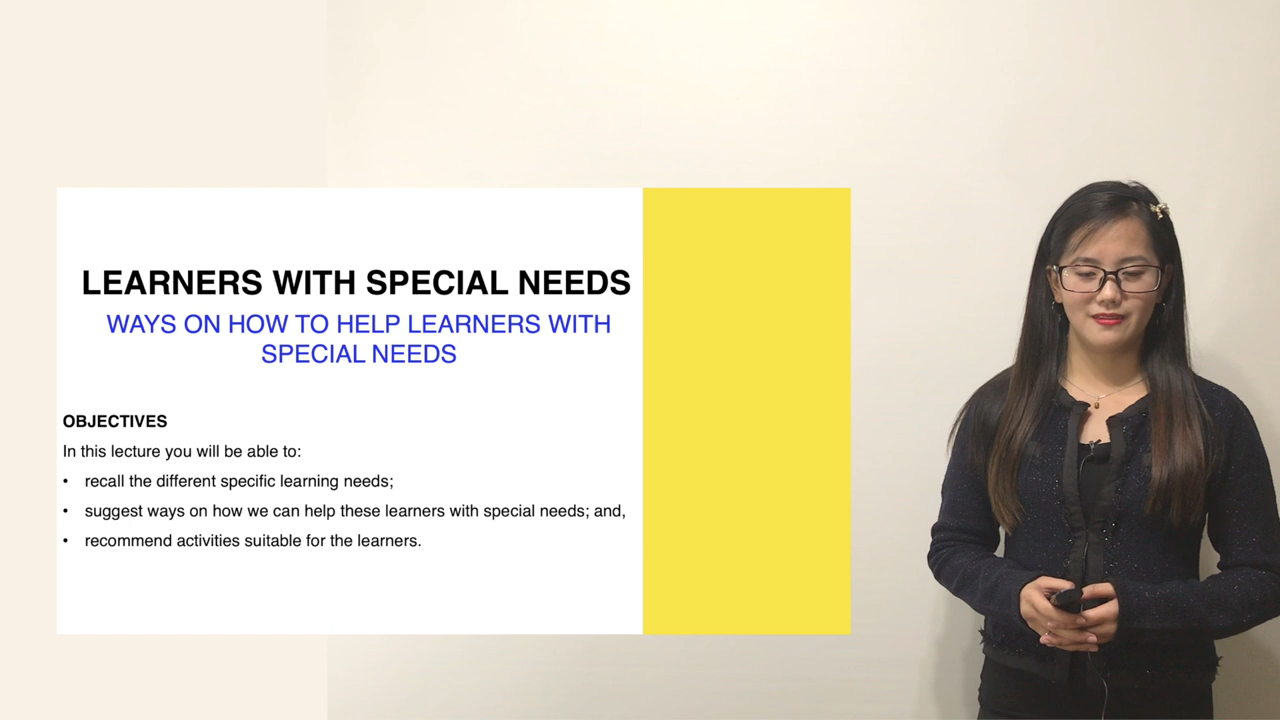 LEARNERS WITH SPECIAL NEEDS
WAYS ON HOW TO HELP LEARNERS WITH
SPECIAL NEEDS
OBJECTIVES
In this lecture you will be able to:
• recall the different specific learning needs;
• suggest ways on how we can help these learners with special needs; and,
• recommend activities suitable for the learners.